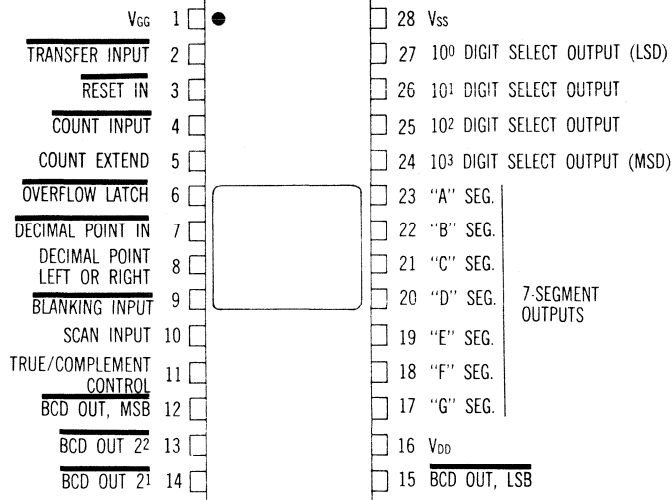 VGG 1
TRANSFER INPUT 2
RESET IN 3
COUNT INPUT 4
COUNT EXTEND 5
OVERFLOW LATCH 6
DECIMAL POINT IN 7
DECIMAL POINT
LEFT OR RIGHT 8
BLANKING INPUT 9
SCAN INPUT 10
TRUE/COMPLEMENT
CONTROL 11
BCD OUT, MSB 12
BCD OUT 2² 13
BCD OUT 2¹ 14
28 VSS
27 10⁰ DIGIT SELECT OUTPUT (LSD)
26 10¹ DIGIT SELECT OUTPUT
25 10² DIGIT SELECT OUTPUT
24 10³ DIGIT SELECT OUTPUT (MSD)
23 "A" SEG.
22 "B" SEG.
21 "C" SEG.
20 "D" SEG.
19 "E" SEG.
18 "F" SEG.
17 "G" SEG.
7-SEGMENT
OUTPUTS
16 VDD
15 BCD OUT, LSB